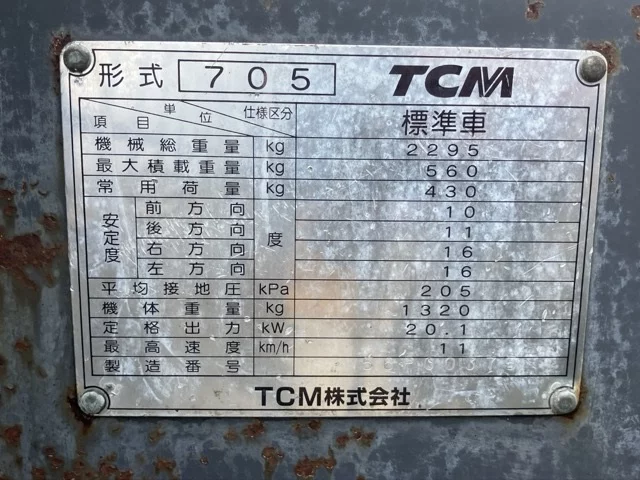 形式 705 TCM
単位 仕様区分
項目 標準車
機械総重量 kg 2295
最大積載重量 kg 560
常用荷重 kg 430
安定度 前方向 度 10
後方向 11
右方向 16
左方向 16
平均接地圧 kPa 205
機体重量 kg 1320
定格出力 kW 20.1
最高速度 km/h 11
製造番号
TCM株式会社